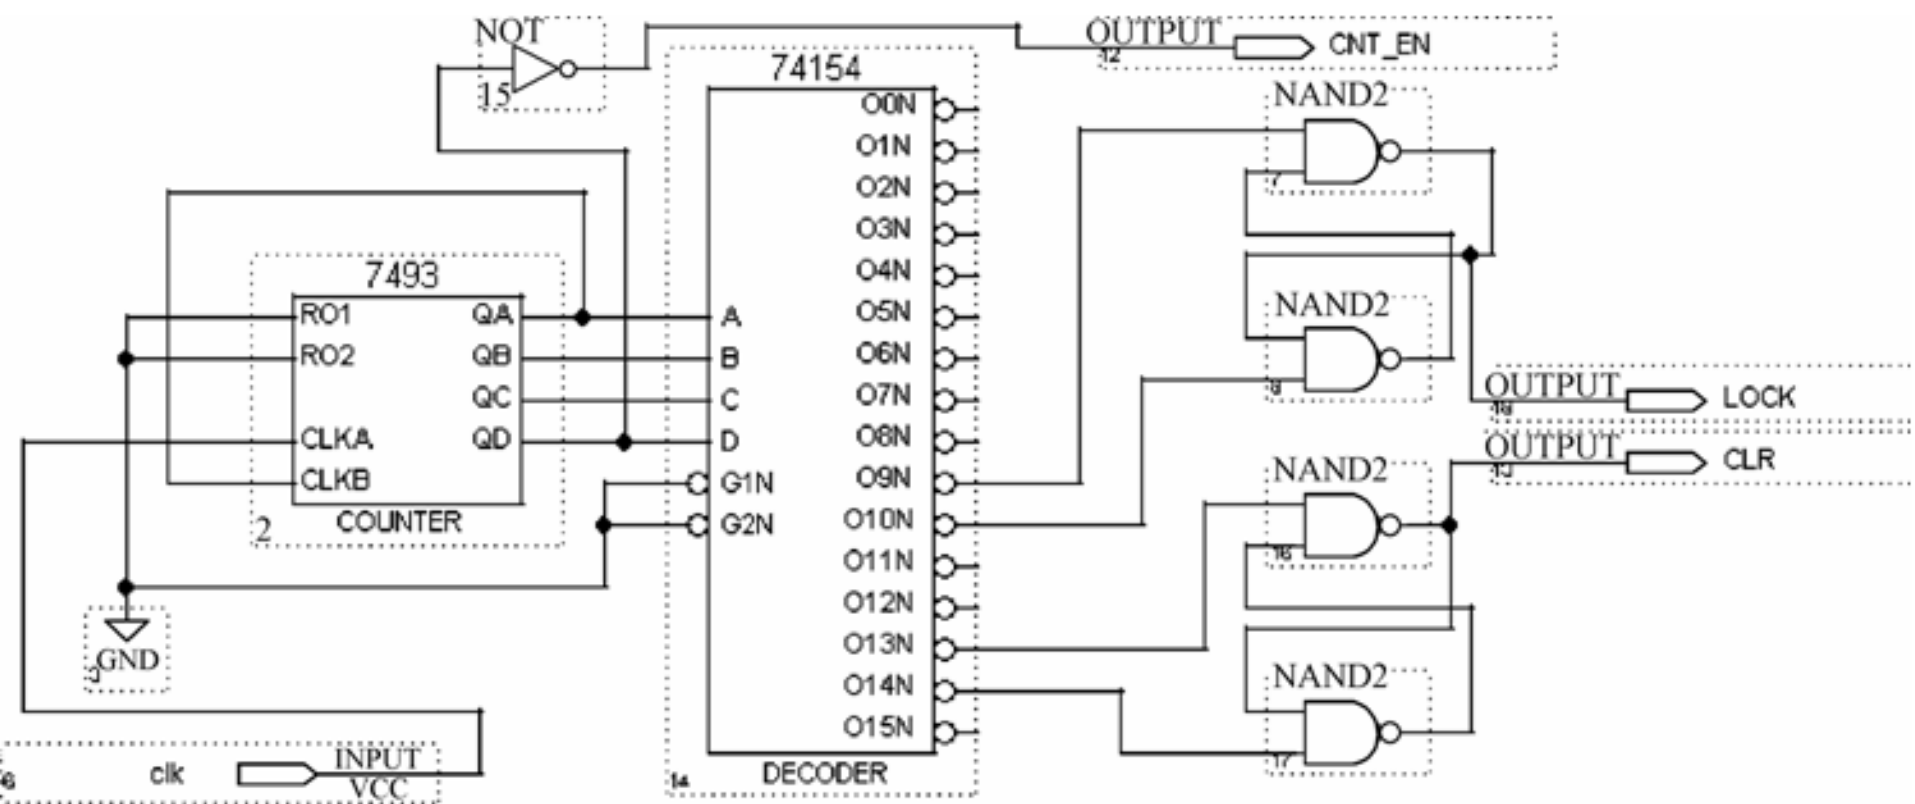 NOT
15
OUTPUT
12
CNT_EN
74154
O0N
O1N
O2N
O3N
O4N
O5N
O6N
O7N
O8N
O9N
O10N
O11N
O12N
O13N
O14N
O15N
A
B
C
D
G1N
G2N
DECODER
14
7493
RO1
RO2
CLKA
CLKB
QA
QB
QC
QD
COUNTER
2
GND
clk
INPUT
VCC
NAND2
7
NAND2
OUTPUT
LOCK
OUTPUT
CLR
NAND2
16
NAND2
17